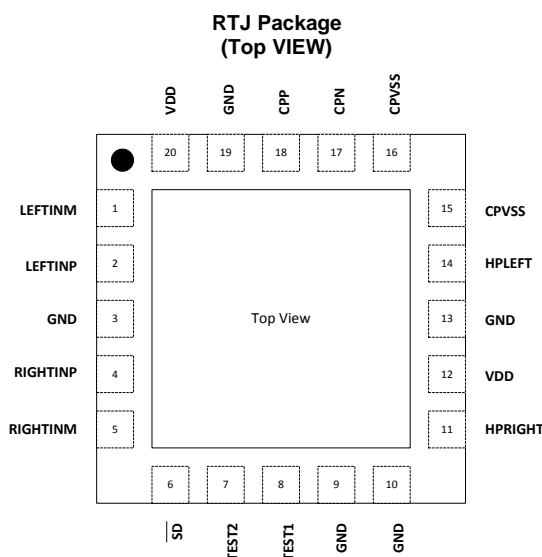 RTJ Package
(Top VIEW)
VDD
GND
CPP
CPN
CPVSS
20
19
18
17
16
LEFTINM
1
15
CPVSS
LEFTINP
2
14
HPLEFT
GND
3
Top View
13
GND
RIGHTINP
4
12
VDD
RIGHTINM
5
11
HPRIGHT
6
7
8
9
10
SD
TEST2
TEST1
GND
GND